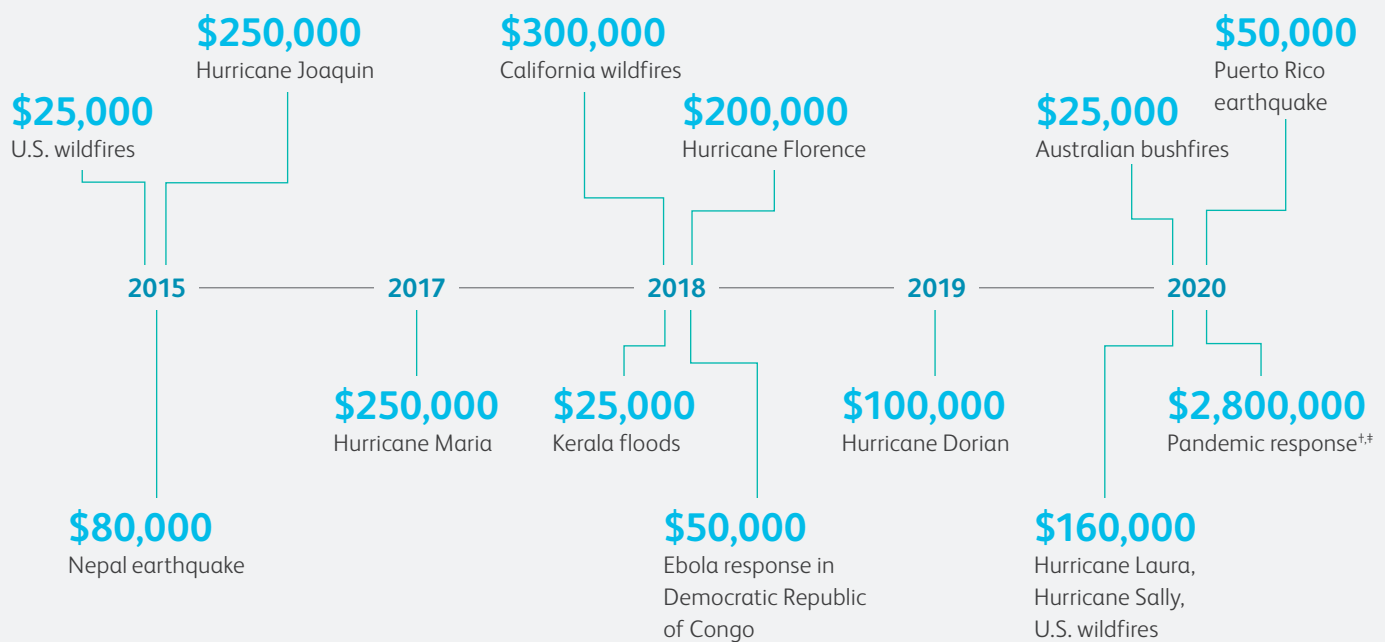 $250,000
Hurricane Joaquin
$300,000
California wildfires
$50,000
Puerto Rico
earthquake
$25,000
U.S. wildfires
$200,000
Hurricane Florence
$25,000
Australian bushfires
2015
2017
2018
2019
2020
$250,000
Hurricane Maria
$25,000
Kerala floods
$100,000
Hurricane Dorian
$2,800,000
Pandemic response†,‡
$80,000
Nepal earthquake
$50,000
Ebola response in
Democratic Republic
of Congo
$160,000
Hurricane Laura,
Hurricane Sally,
U.S. wildfires